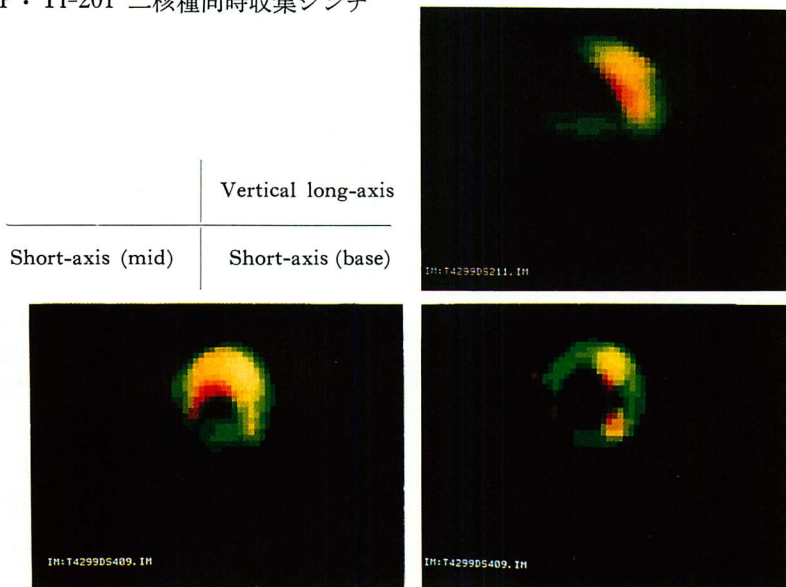 Tl-201 二核種同時収集シンチ
Vertical long-axis
Short-axis (mid)
Short-axis (base)
IM:T4299DS211.IM
IM:T4299DS409.IM
IM:T4299DS409.IM